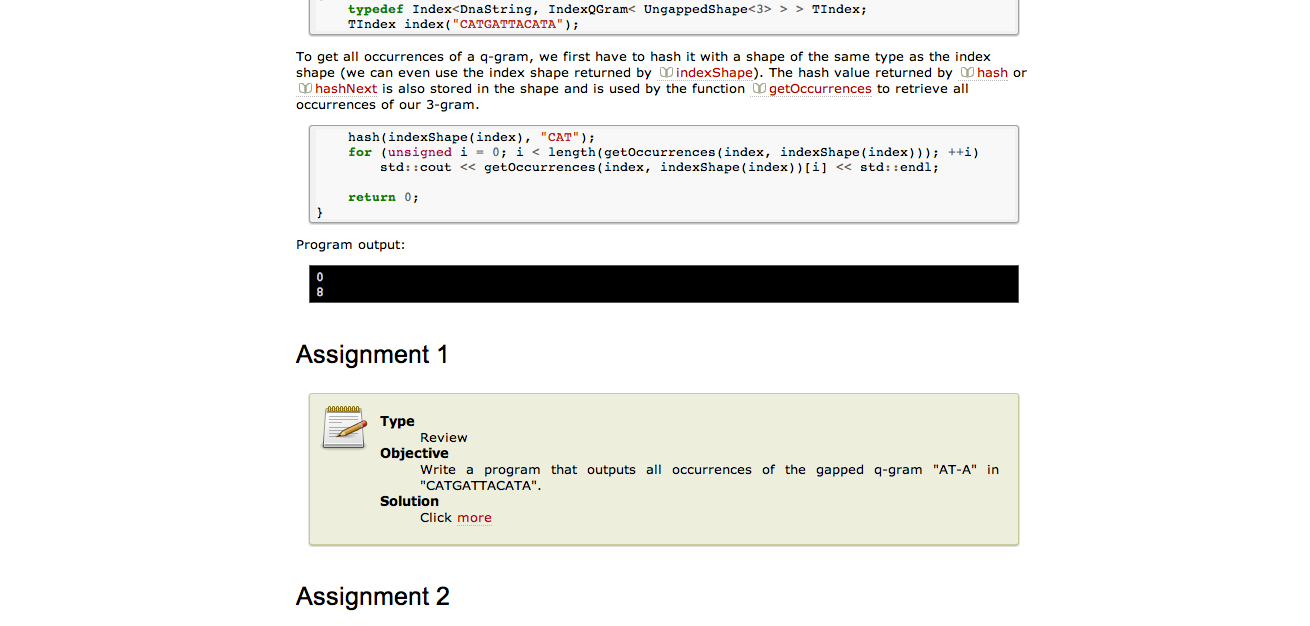 typedef Index<DnaString, IndexQGram< UngappedShape<3> > > TIndex;
TIndex index("CATGATTACATA");
To get all occurrences of a q-gram, we first have to hash it with a shape of the same type as the index
shape (we can even use the index shape returned by indexShape). The hash value returned by hash or
hashNext is also stored in the shape and is used by the function getOccurrences to retrieve all
occurrences of our 3-gram.
hash(indexShape(index), "CAT");
for (unsigned i = 0; i < length(getOccurrences(index, indexShape(index))); ++i)
std::cout << getOccurrences(index, indexShape(index))[i] << std::endl;
return 0;
}
Program output:
0
8
Assignment 1
Type
Review
Objective
Write a program that outputs all occurrences of the gapped q-gram "AT-A" in
"CATGATTACATA".
Solution
Click more
Assignment 2